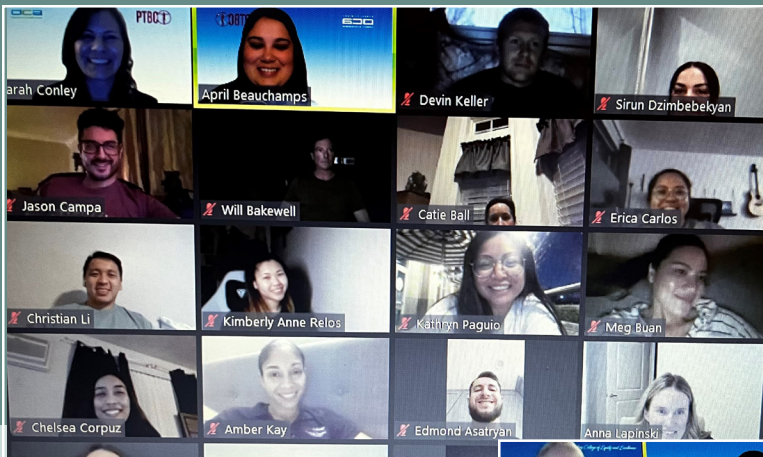 PTBC
OBTP
arah Conley
April Beauchamps
Devin Keller
Sirun Dzimbebekyan
Jason Campa
Will Bakewell
Catie Ball
Erica Carlos
Christian Li
Kimberly Anne Relos
Kathryn Paguio
Meg Buan
Chelsea Corpuz
Amber Kay
Edmond Asatryan
Anna Lapinski